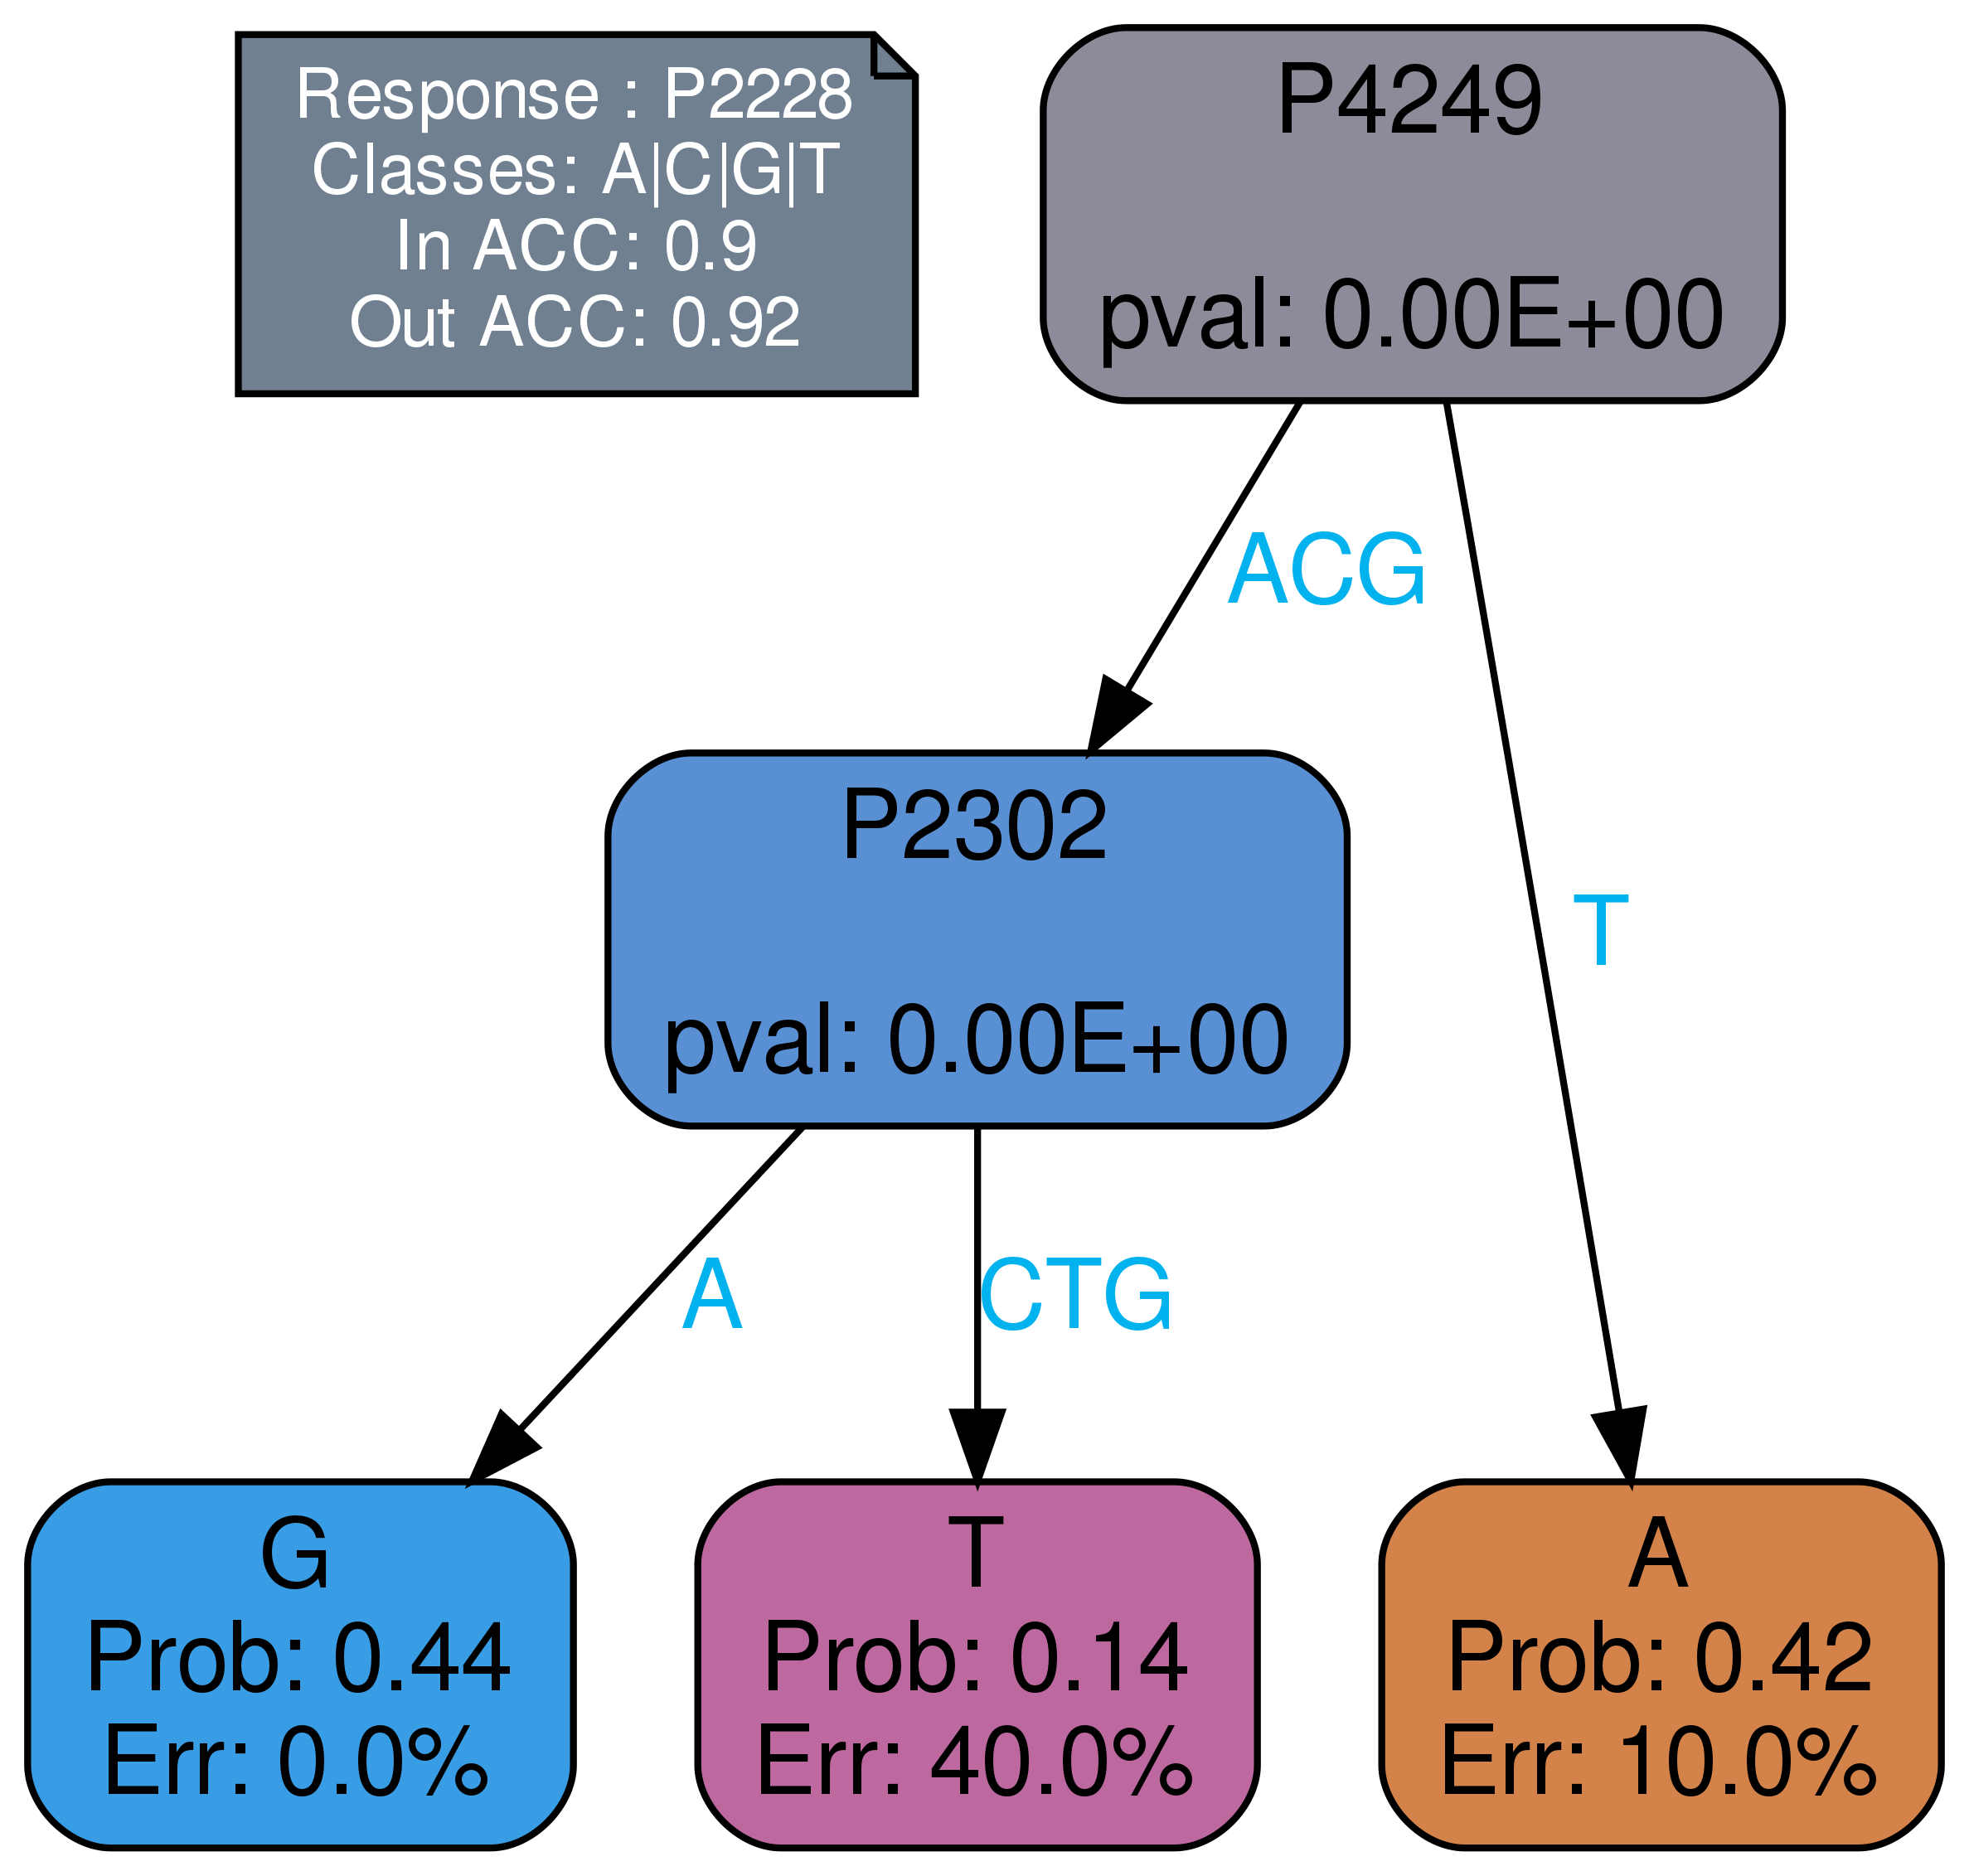 Response : P2228
Classes: A|C|G|T
In ACC: 0.9
Out ACC: 0.92
P4249
pval: 0.00E+00
ACG
T
P2302
pval: 0.00E+00
A
CTG
G
Prob: 0.44
Err: 0.0%
T
Prob: 0.14
Err: 40.0%
A
Prob: 0.42
Err: 10.0%